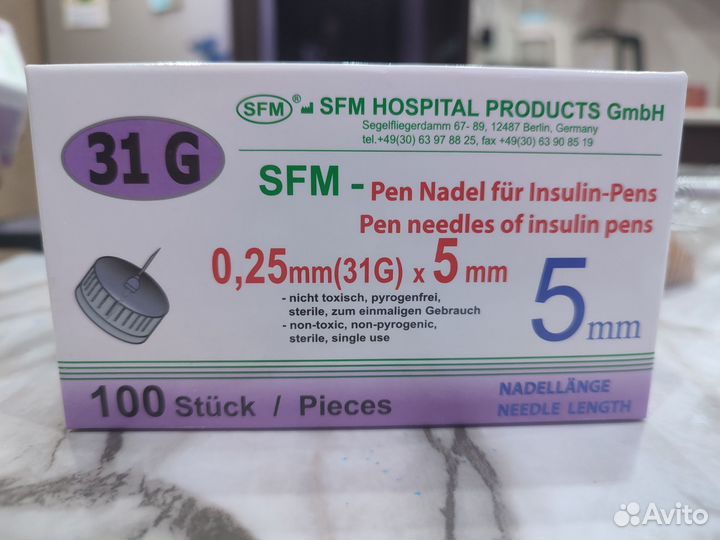 SFM® SFM HOSPITAL PRODUCTS GmbH
Segelfliegerdamm 67- 89, 12487 Berlin, Germany
tel.+49(30) 63 97 88 25, fax +49(30) 63 90 85 19
31 G
SFM - Pen Nadel für Insulin-Pens
Pen needles of insulin pens
0,25mm(31G) x 5 mm
- nicht toxisch, pyrogenfrei,
sterile, zum einmaligen Gebrauch
- non-toxic, non-pyrogenic,
sterile, single use
5mm
100 Stück / Pieces
NADELLÄNGE
NEEDLE LENGTH
Avito